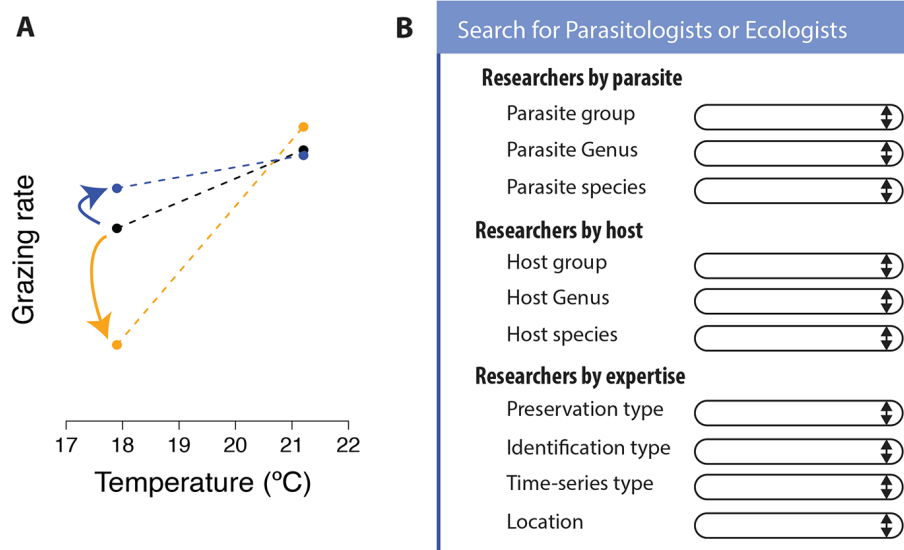 A
Grazing rate
17 18 19 20 21 22
Temperature (ºC)
B
Search for Parasitologists or Ecologists
Researchers by parasite
Parasite group
Parasite Genus
Parasite species
Researchers by host
Host group
Host Genus
Host species
Researchers by expertise
Preservation type
Identification type
Time-series type
Location